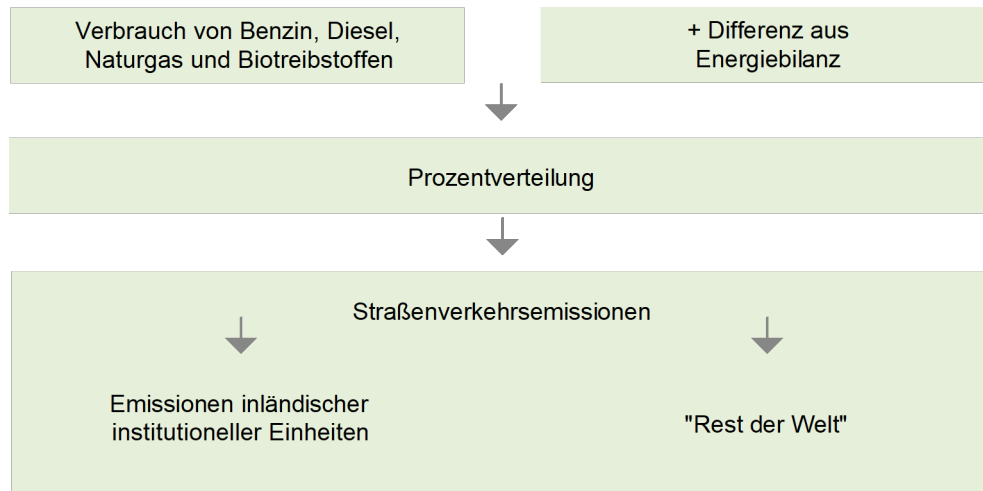 Verbrauch von Benzin, Diesel,
Naturgas und Biotreibstoffen
+ Differenz aus
Energiebilanz
Prozentverteilung
Straßenverkehrsemissionen
Emissionen inländischer
institutioneller Einheiten
"Rest der Welt"